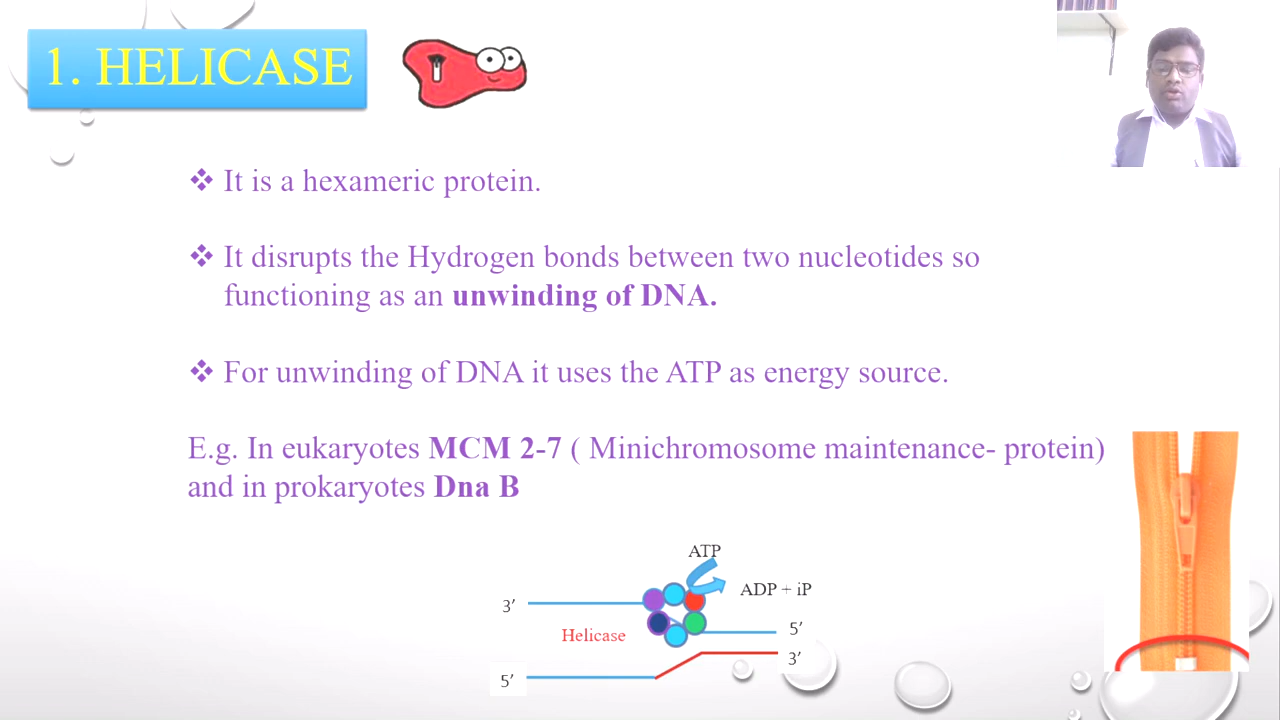 1. HELICASE
❖ It is a hexameric protein.
❖ It disrupts the Hydrogen bonds between two nucleotides so
functioning as an unwinding of DNA.
❖ For unwinding of DNA it uses the ATP as energy source.
E.g. In eukaryotes MCM 2-7 ( Minichromosome maintenance- protein)
and in prokaryotes Dna B
ATP
ADP + iP
3’
Helicase
5’
3’
5’